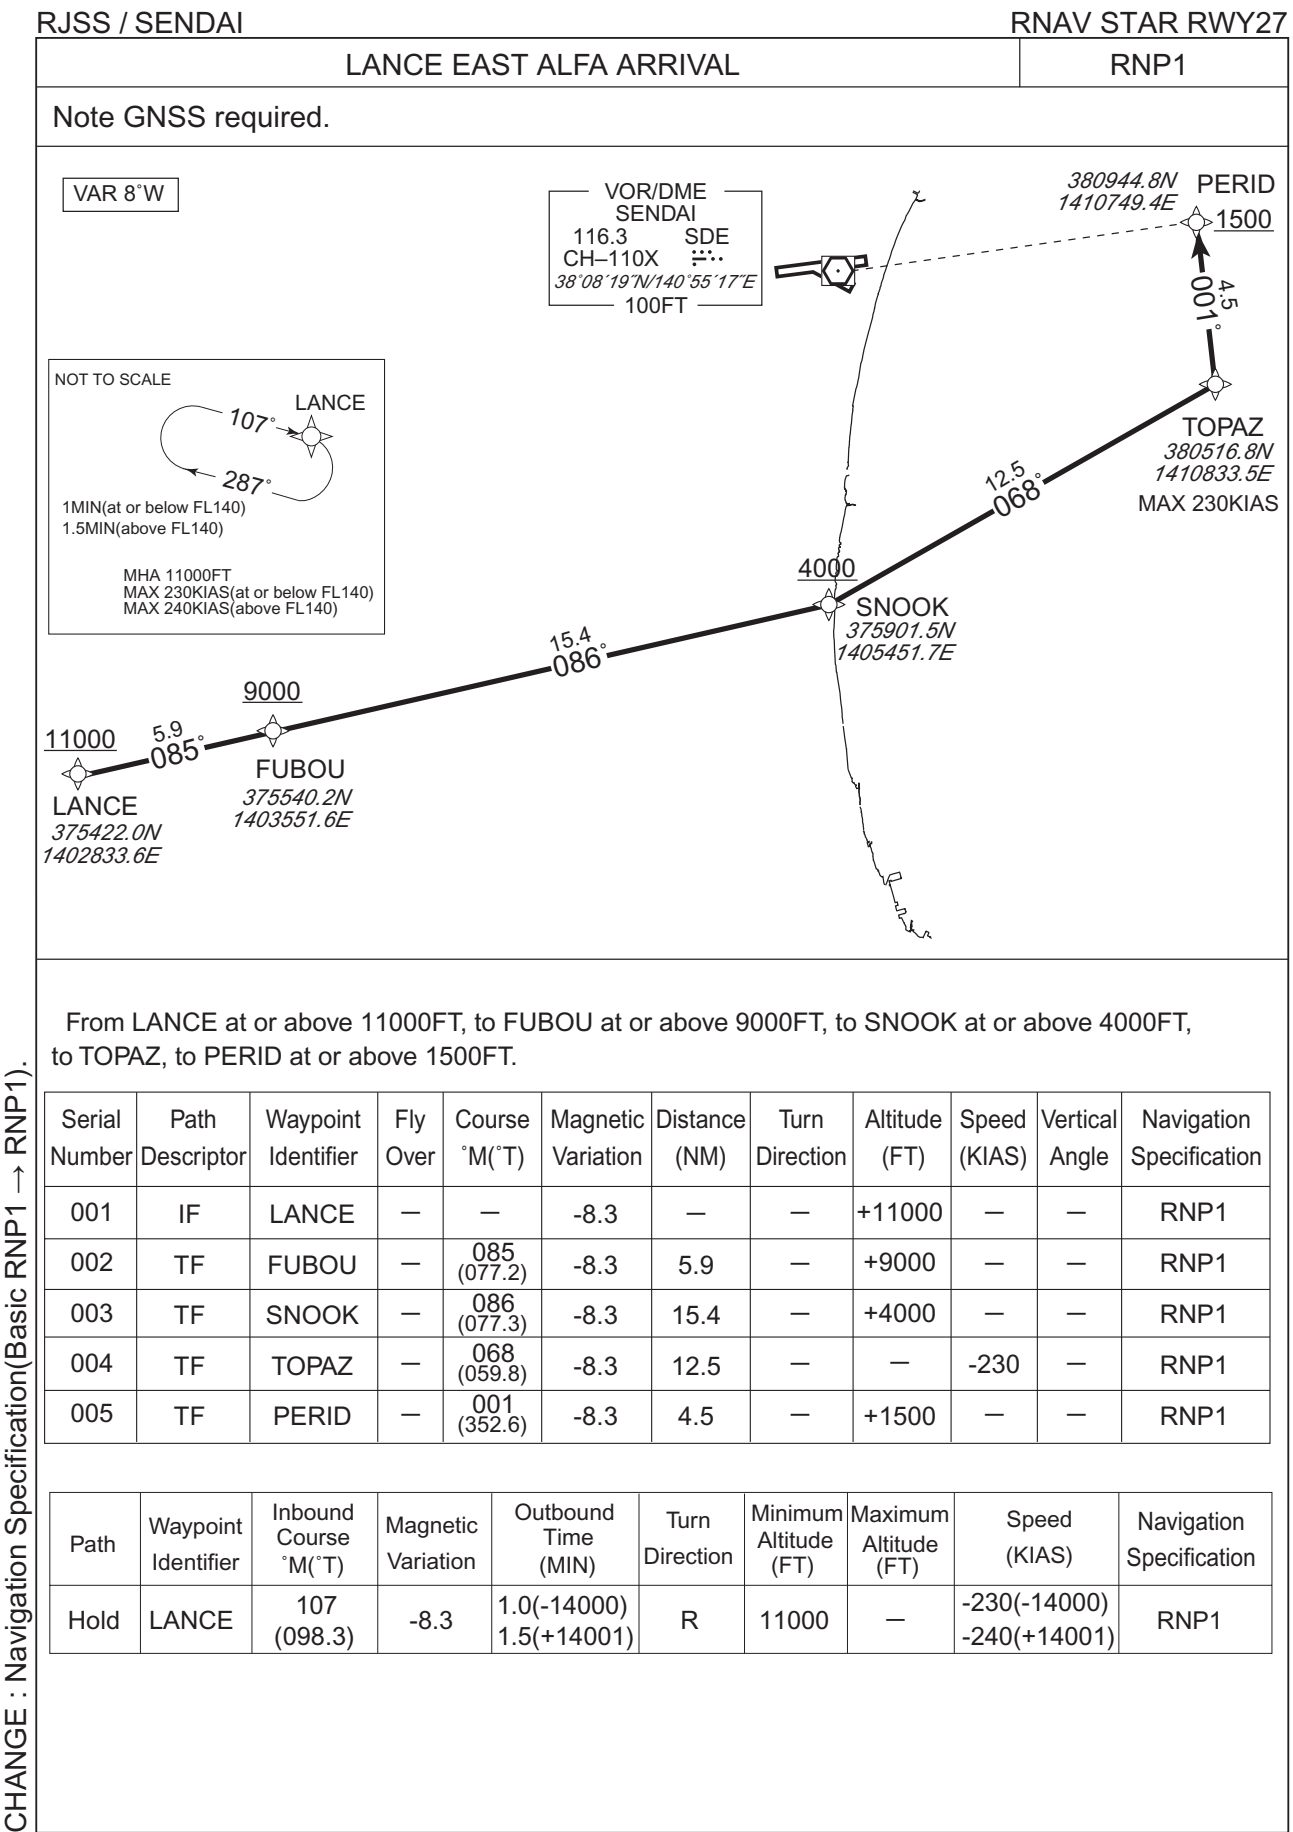 RJSS / SENDAI
RNAV STAR RWY27
LANCE EAST ALFA ARRIVAL
RNP1
Note GNSS required.
VAR 8˚W
VOR/DME
SENDAI
116.3 SDE
CH–110X
38˚08´19˝N/140˚55´17˝E
100FT
380944.8N
1410749.4E
PERID
1500
4.5
001˚
NOT TO SCALE
LANCE
107˚
287˚
1MIN(at or below FL140)
1.5MIN(above FL140)
MHA 11000FT
MAX 230KIAS(at or below FL140)
MAX 240KIAS(above FL140)
TOPAZ
380516.8N
1410833.5E
MAX 230KIAS
12.5
068˚
4000
SNOOK
375901.5N
1405451.7E
15.4
086˚
9000
FUBOU
375540.2N
1403551.6E
5.9
085˚
11000
LANCE
375422.0N
1402833.6E
From LANCE at or above 11000FT, to FUBOU at or above 9000FT, to SNOOK at or above 4000FT,
to TOPAZ, to PERID at or above 1500FT.
Serial Number Path Descriptor Waypoint Identifier Fly Over Course ˚M(˚T) Magnetic Variation Distance (NM) Turn Direction Altitude (FT) Speed (KIAS) Vertical Angle Navigation Specification
001 IF LANCE — — -8.3 — — +11000 — — RNP1
002 TF FUBOU — 085 (077.2) -8.3 5.9 — +9000 — — RNP1
003 TF SNOOK — 086 (077.3) -8.3 15.4 — +4000 — — RNP1
004 TF TOPAZ — 068 (059.8) -8.3 12.5 — — -230 — RNP1
005 TF PERID — 001 (352.6) -8.3 4.5 — +1500 — — RNP1
Path Waypoint Identifier Inbound Course ˚M(˚T) Magnetic Variation Outbound Time (MIN) Turn Direction Minimum Altitude (FT) Maximum Altitude (FT) Speed (KIAS) Navigation Specification
Hold LANCE 107 (098.3) -8.3 1.0(-14000) 1.5(+14001) R 11000 — -230(-14000) -240(+14001) RNP1
CHANGE : Navigation Specification(Basic RNP1 → RNP1).